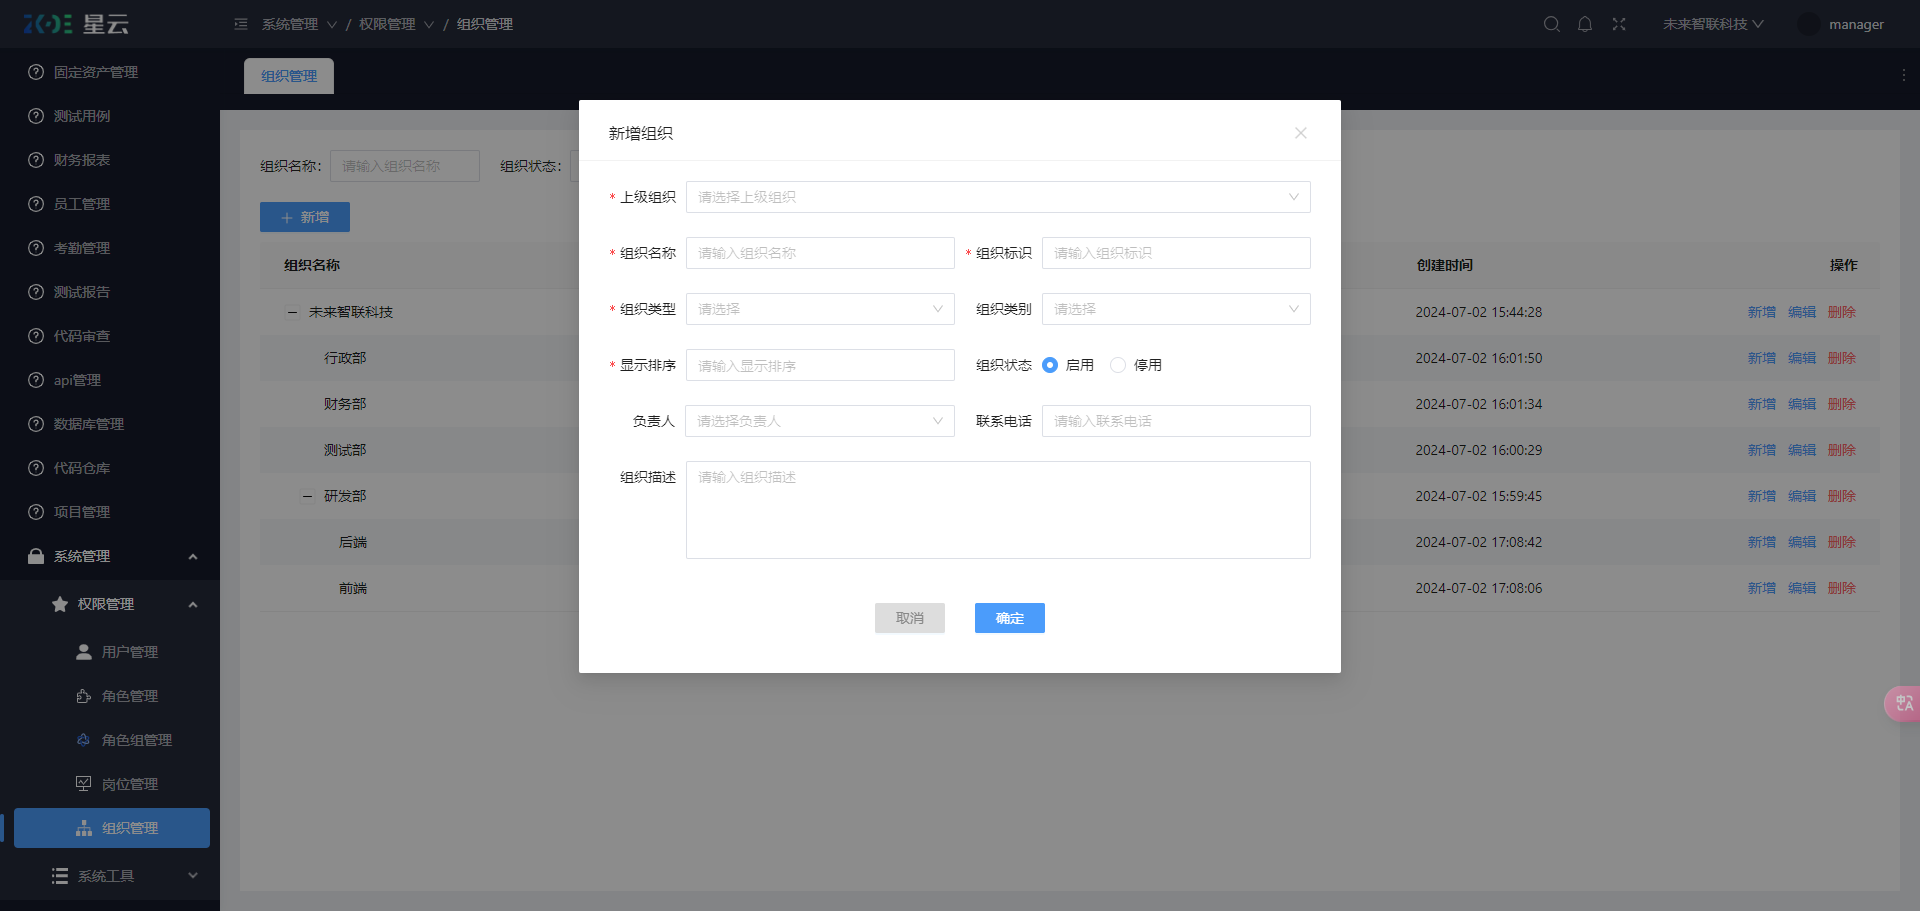 星云
系统管理 / 权限管理 / 组织管理
未来智联科技
manager
固定资产管理
测试用例
财务报表
员工管理
考勤管理
测试报告
代码审查
api管理
数据库管理
代码仓库
项目管理
系统管理
权限管理
用户管理
角色管理
角色组管理
岗位管理
组织管理
系统工具
组织管理
组织名称: 请输入组织名称 组织状态:
新增
组织名称 创建时间 操作
未来智联科技 2024-07-02 15:44:28 新增 编辑 删除
行政部 2024-07-02 16:01:50 新增 编辑 删除
财务部 2024-07-02 16:01:34 新增 编辑 删除
测试部 2024-07-02 16:00:29 新增 编辑 删除
研发部 2024-07-02 15:59:45 新增 编辑 删除
后端 2024-07-02 17:08:42 新增 编辑 删除
前端 2024-07-02 17:08:06 新增 编辑 删除
新增组织
* 上级组织 请选择上级组织
* 组织名称 请输入组织名称 * 组织标识 请输入组织标识
* 组织类型 请选择 组织类别 请选择
* 显示排序 请输入显示排序 组织状态 启用 停用
负责人 请选择负责人 联系电话 请输入联系电话
组织描述 请输入组织描述
取消 确定